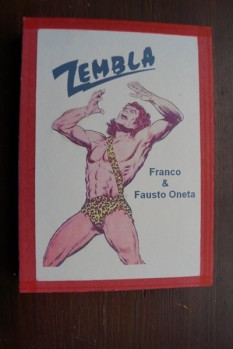 ZEMBLA
Franco
&
Fausto Oneta